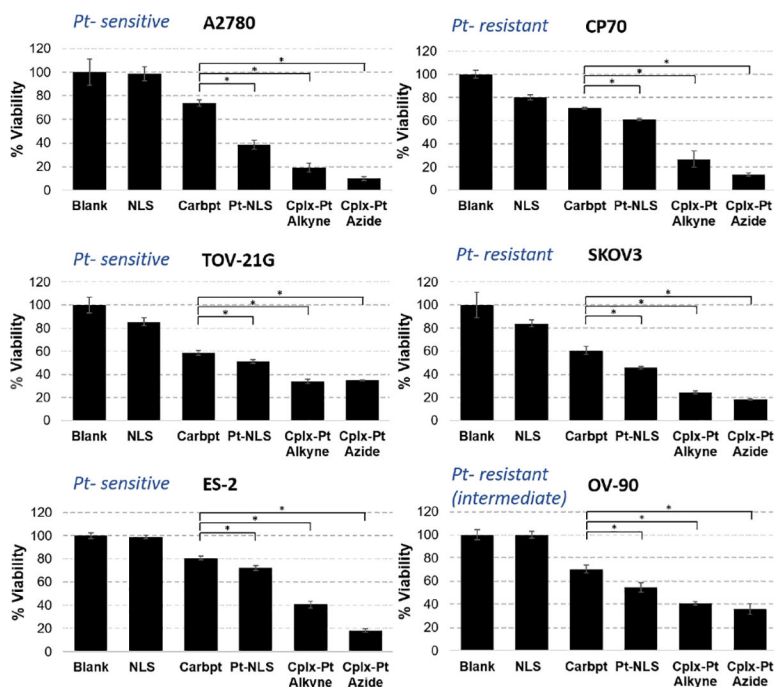 Pt- sensitive A2780
120
100
80
60
40
20
0
% Viability
* * *
Blank NLS Carbpt Pt-NLS Cplx-Pt Cplx-Pt
Alkyne Azide
Pt- resistant CP70
120
100
80
60
40
20
0
% Viability
* * *
Blank NLS Carbpt Pt-NLS Cplx-Pt Cplx-Pt
Alkyne Azide
Pt- sensitive TOV-21G
120
100
80
60
40
20
0
% Viability
* * *
Blank NLS Carbpt Pt-NLS Cplx-Pt Cplx-Pt
Alkyne Azide
Pt- resistant SKOV3
120
100
80
60
40
20
0
% Viability
* * *
Blank NLS Carbpt Pt-NLS Cplx-Pt Cplx-Pt
Alkyne Azide
Pt- sensitive ES-2
120
100
80
60
40
20
0
% Viability
* * *
Blank NLS Carbpt Pt-NLS Cplx-Pt Cplx-Pt
Alkyne Azide
Pt- resistant
(intermediate) OV-90
120
100
80
60
40
20
0
% Viability
* * *
Blank NLS Carbpt Pt-NLS Cplx-Pt Cplx-Pt
Alkyne Azide